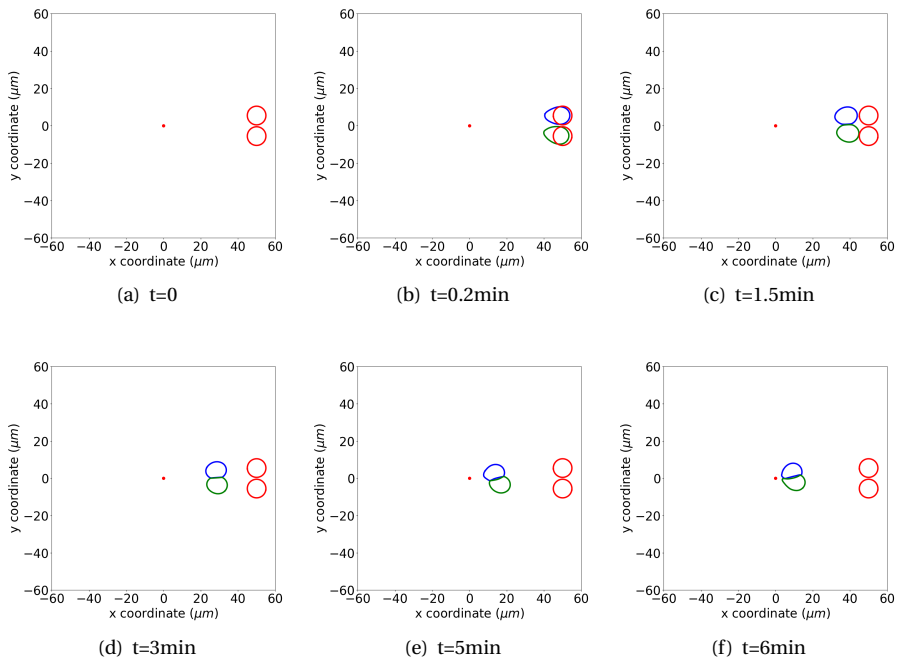 60
40
20
0
−20
−40
−60
−60 −40 −20 0 20 40 60
x coordinate (μm)
y coordinate (μm)
(a) t=0
60
40
20
0
−20
−40
−60
−60 −40 −20 0 20 40 60
x coordinate (μm)
y coordinate (μm)
(b) t=0.2min
60
40
20
0
−20
−40
−60
−60 −40 −20 0 20 40 60
x coordinate (μm)
y coordinate (μm)
(c) t=1.5min
60
40
20
0
−20
−40
−60
−60 −40 −20 0 20 40 60
x coordinate (μm)
y coordinate (μm)
(d) t=3min
60
40
20
0
−20
−40
−60
−60 −40 −20 0 20 40 60
x coordinate (μm)
y coordinate (μm)
(e) t=5min
60
40
20
0
−20
−40
−60
−60 −40 −20 0 20 40 60
x coordinate (μm)
y coordinate (μm)
(f) t=6min